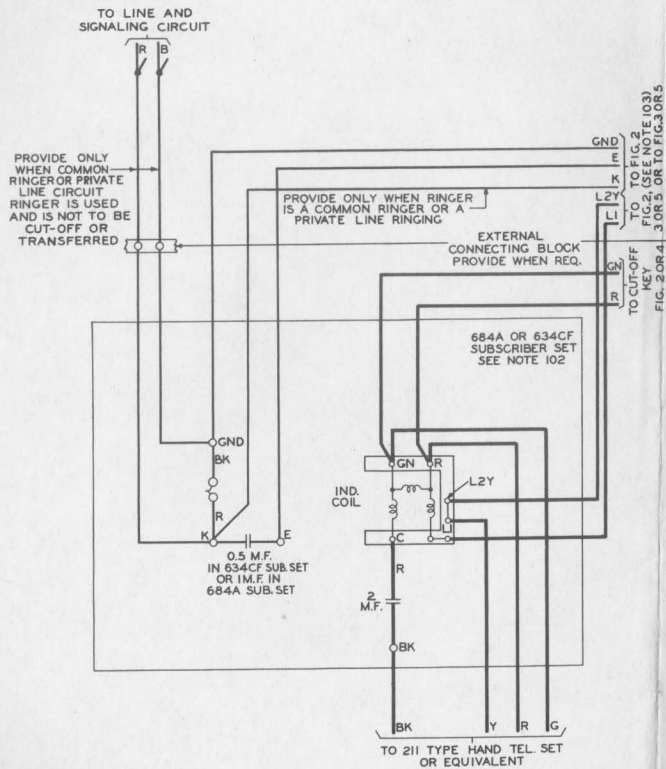 TO LINE AND
SIGNALING CIRCUIT
R B
PROVIDE ONLY
WHEN COMMON
RINGER OR PRIVATE
LINE CIRCUIT
RINGER IS USED
AND IS NOT TO BE
CUT-OFF OR
TRANSFERRED
GND
E
K
L2Y
L1
GN
R
TO FIG. 2
(SEE NOTE 103)
OR TO FIG. 3 OR 5
TO
FIG. 2,
3 OR 5
TO CUT-OFF
KEY
FIG. 2 OR 4
PROVIDE ONLY WHEN RINGER
IS A COMMON RINGER OR A
PRIVATE LINE RINGING
EXTERNAL
CONNECTING BLOCK
PROVIDE WHEN REQ.
684A OR 634CF
SUBSCRIBER SET
SEE NOTE 102
GND
BK
R
K
E
0.5 M.F.
IN 634CF SUB. SET
OR 1 M.F. IN
684A SUB. SET
GN
R
L2Y
IND.
COIL
L1
C
R
2
M.F.
BK
BK
Y
R
G
TO 211 TYPE HAND TEL. SET
OR EQUIVALENT